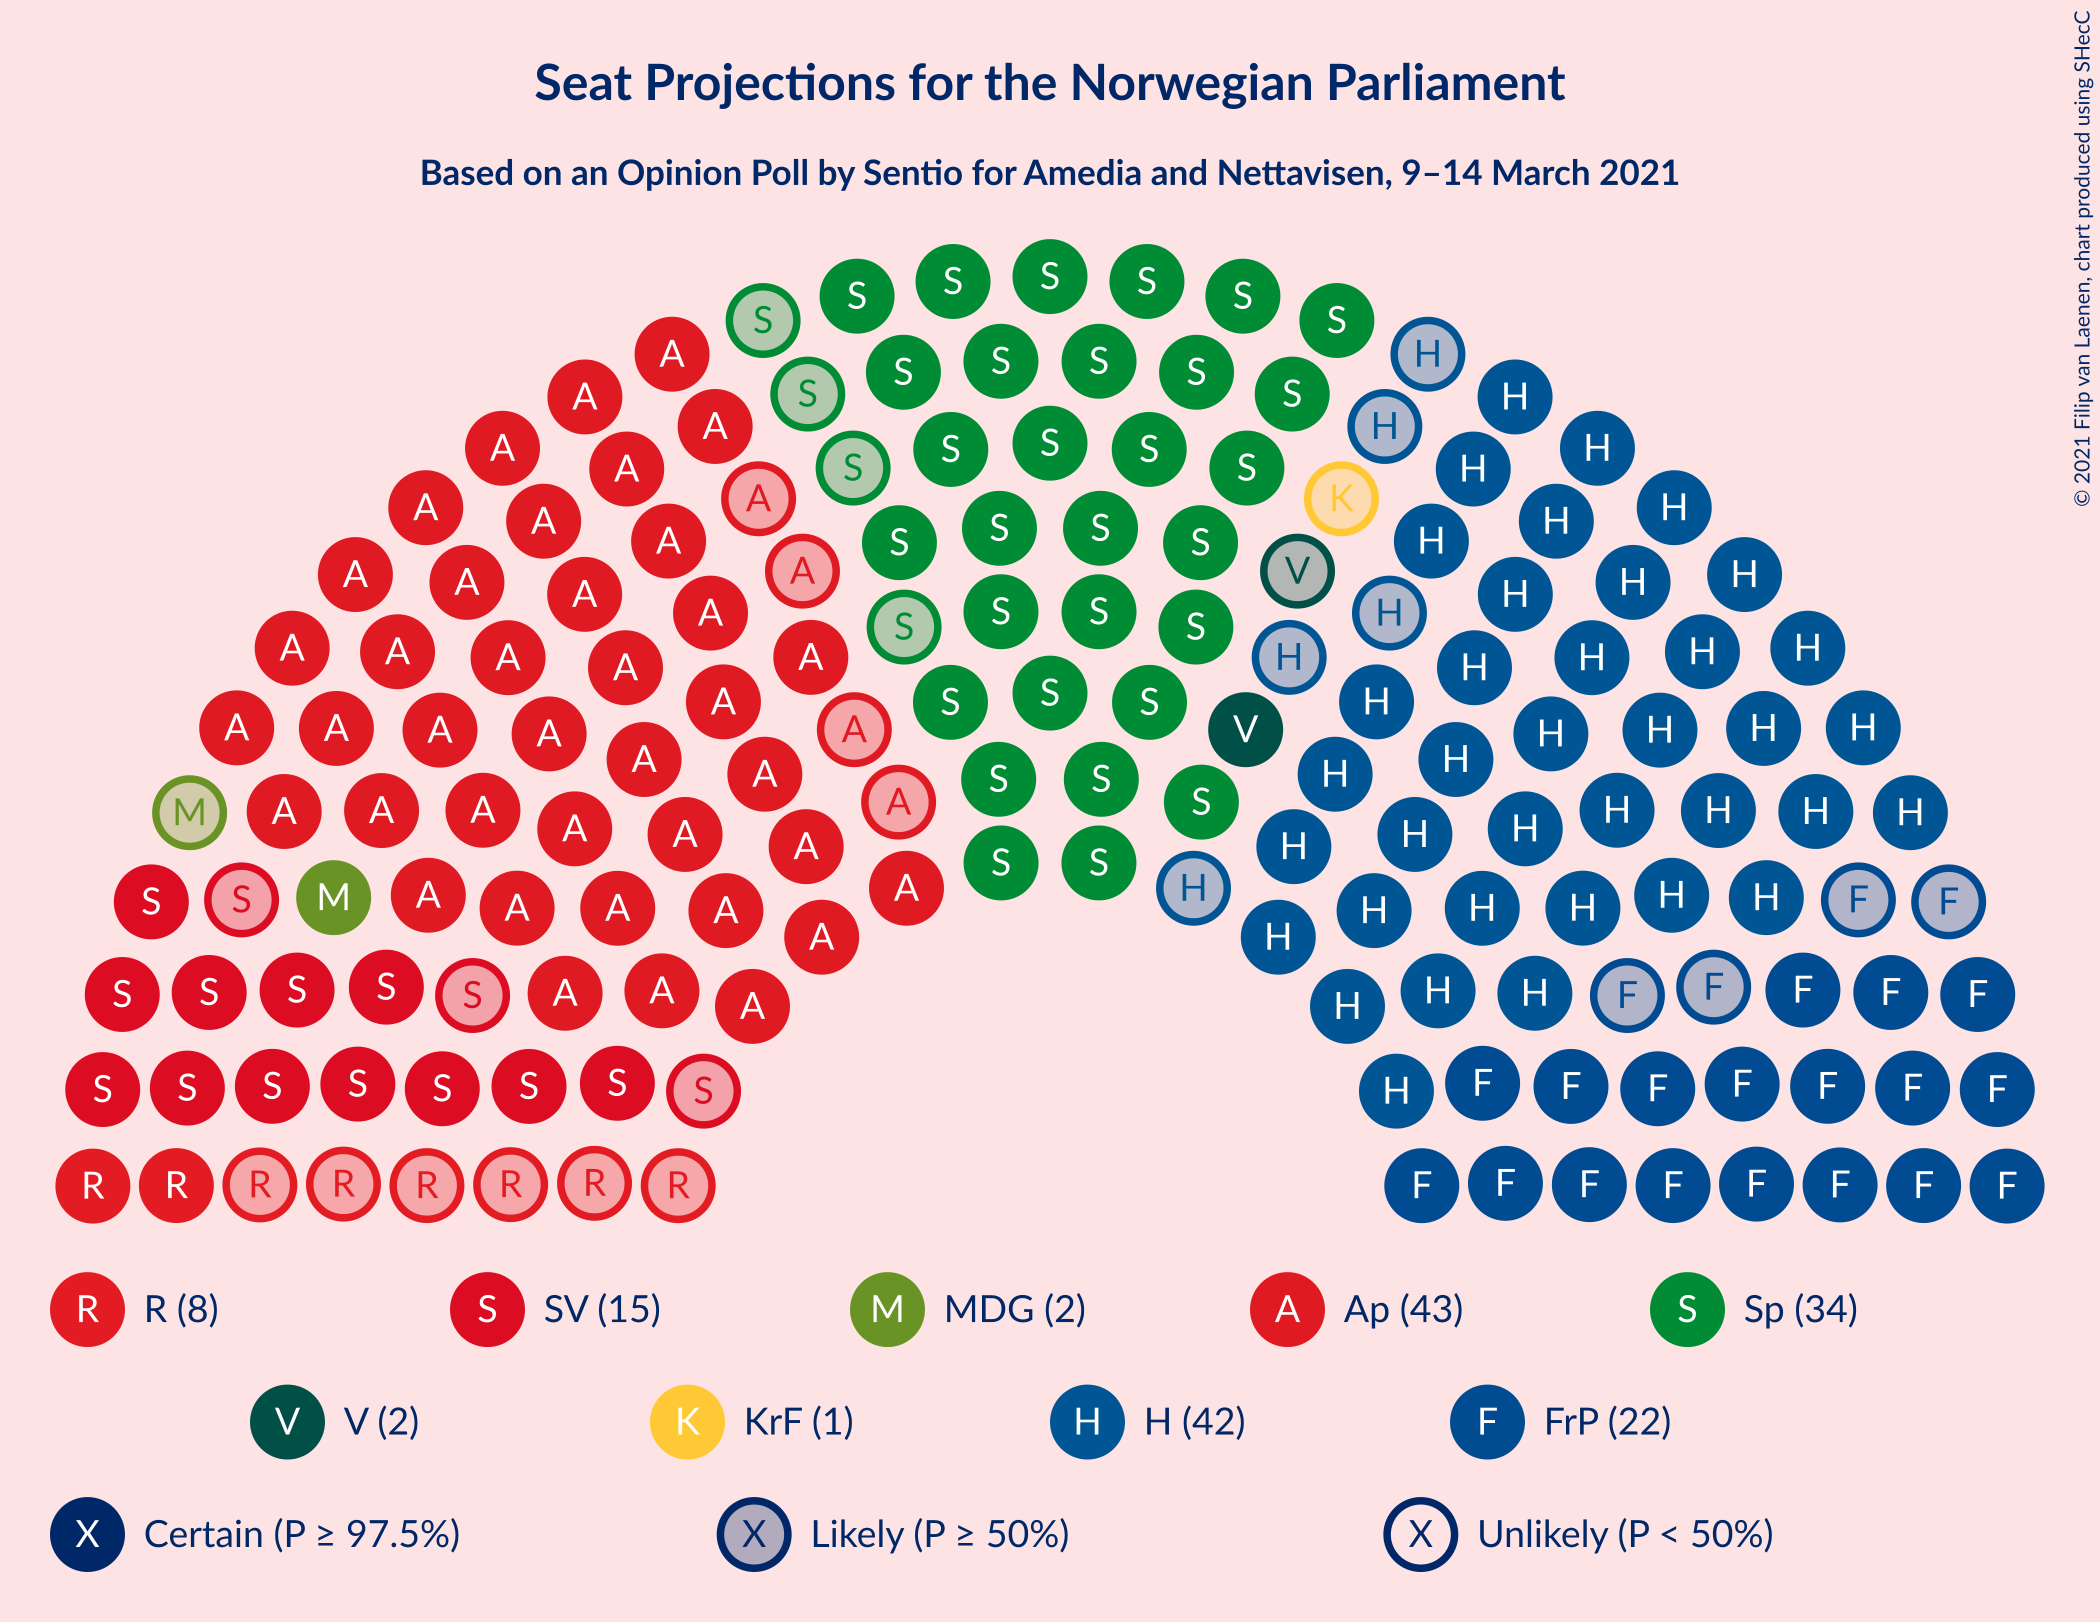 Seat Projections for the Norwegian Parliament
Based on an Opinion Poll by Sentio for Amedia and Nettavisen, 9–14 March 2021
© 2021 Filip van Laenen, chart produced using SHecC
S S S S S S S
A S S S S S S H
A A S S S S S H H
A A A S S S S K H H
A A A A S S S S V H H H
A A A A A S S S S H H H H
A A A A A S S S V H H H H H
A A A A A A S S S H H H H H H
M A A A A A A A S S H H H H H H H H
S S M A A A A A H H H H H H F F
S S S S S A A A H H H F F F F F
S S S S S S S S H F F F F F F F
R R R R R R R R F F F F F F F F
R R (8) S SV (15) M MDG (2) A Ap (43) S Sp (34)
V V (2) K KrF (1) H H (42) F FrP (22)
X Certain (P ≥ 97.5%) X Likely (P ≥ 50%) X Unlikely (P < 50%)